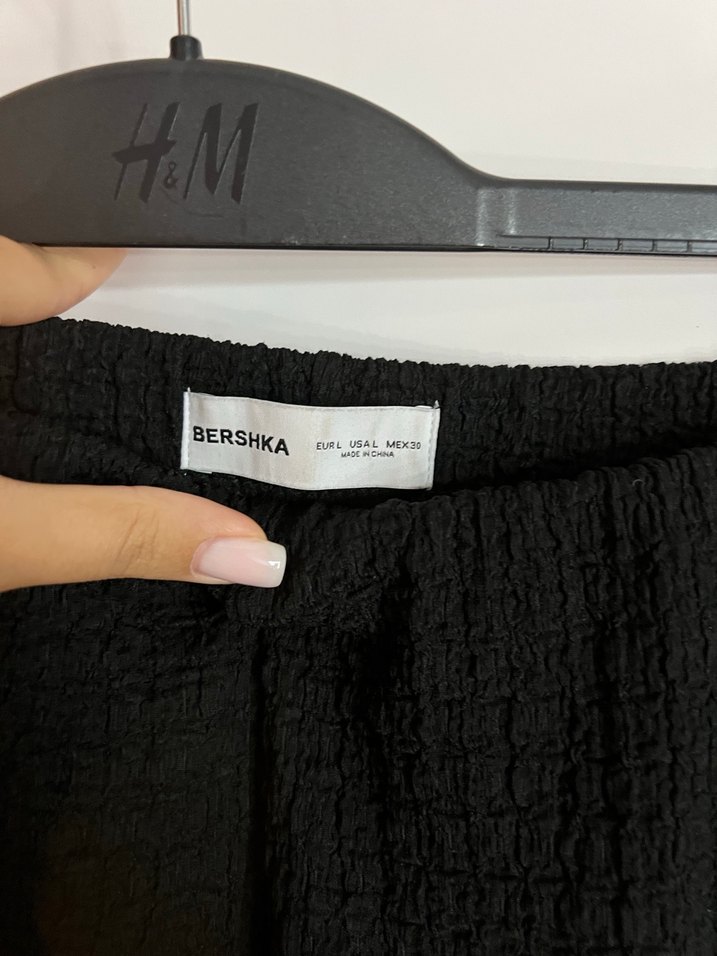 H&M
BERSHKA
EUR L USA L MEX 30
MADE IN CHINA